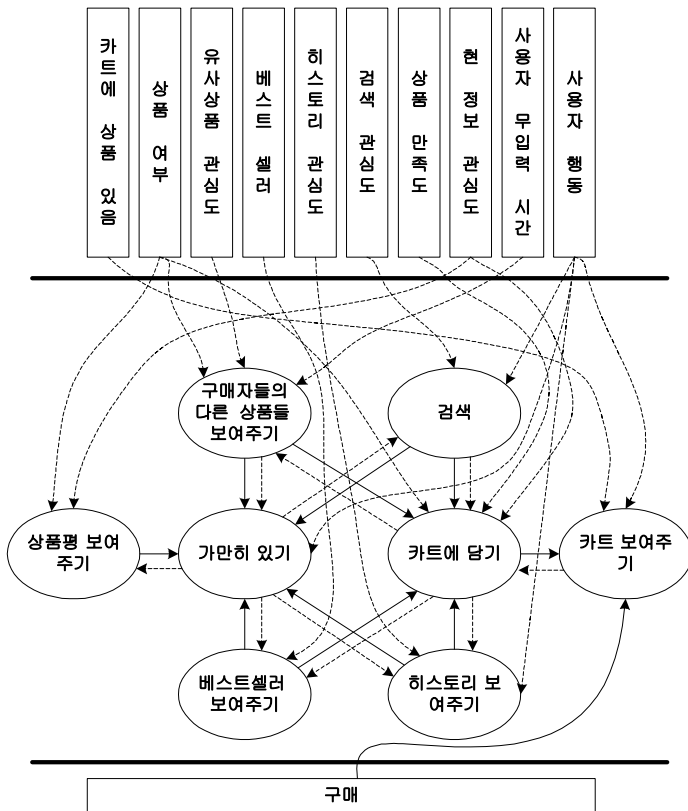 카트에 상품 있음
상품 여부
유사상품 관심도
베스트 셀러
히스토리 관심도
검색 관심도
상품 만족도
현 정보 관심도
사용자 무입력 시간
사용자 행동
구매자들의
다른 상품들
보여주기
검색
상품평 보여
주기
가만히 있기
카트에 담기
카트 보여주
기
베스트셀러
보여주기
히스토리 보
여주기
구매